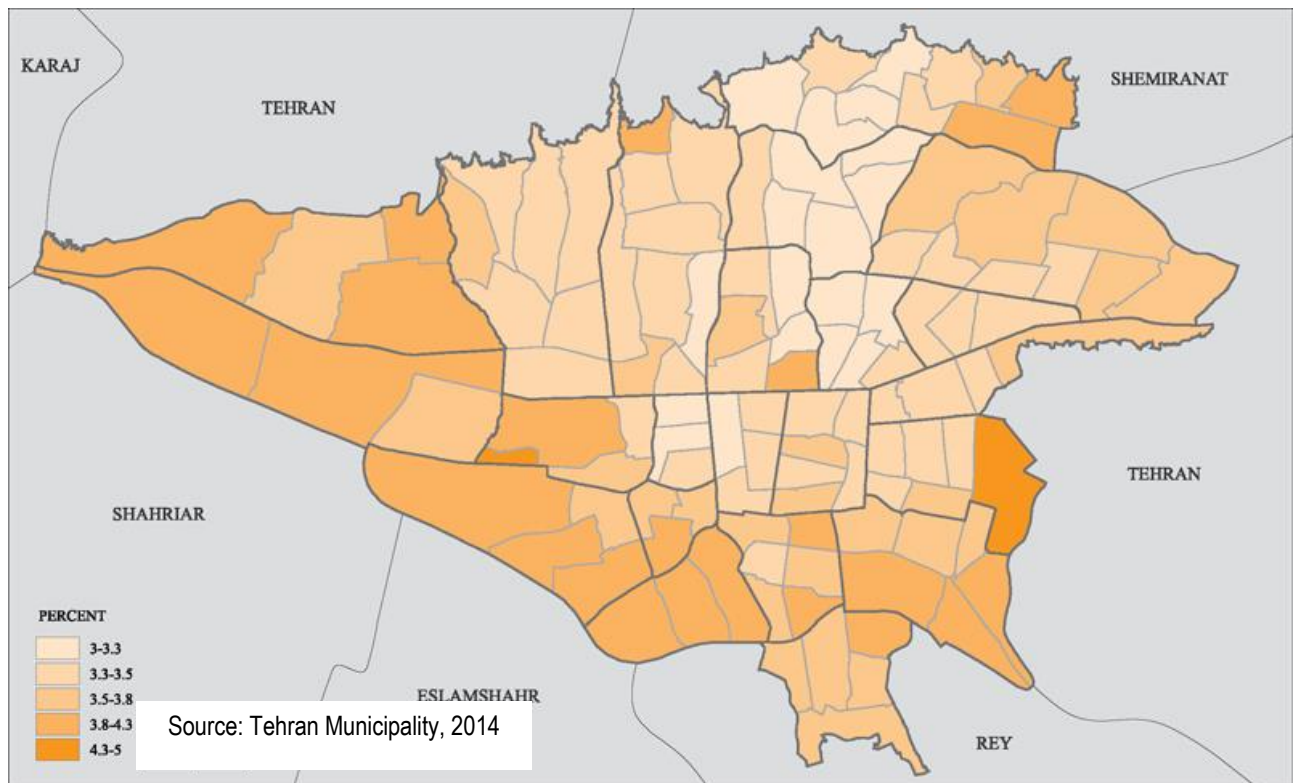 KARAJ
TEHRAN
SHEMIRANAT
TEHRAN
SHAHRIAR
ESLAMSHAHR
REY
PERCENT
3-3.3
3.3-3.5
3.5-3.8
3.8-4.3
4.3-5
Source: Tehran Municipality, 2014